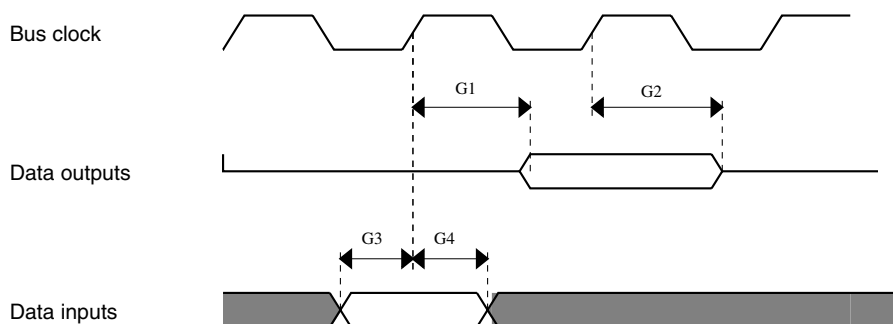 Bus clock
G1
G2
Data outputs
G3
G4
Data inputs